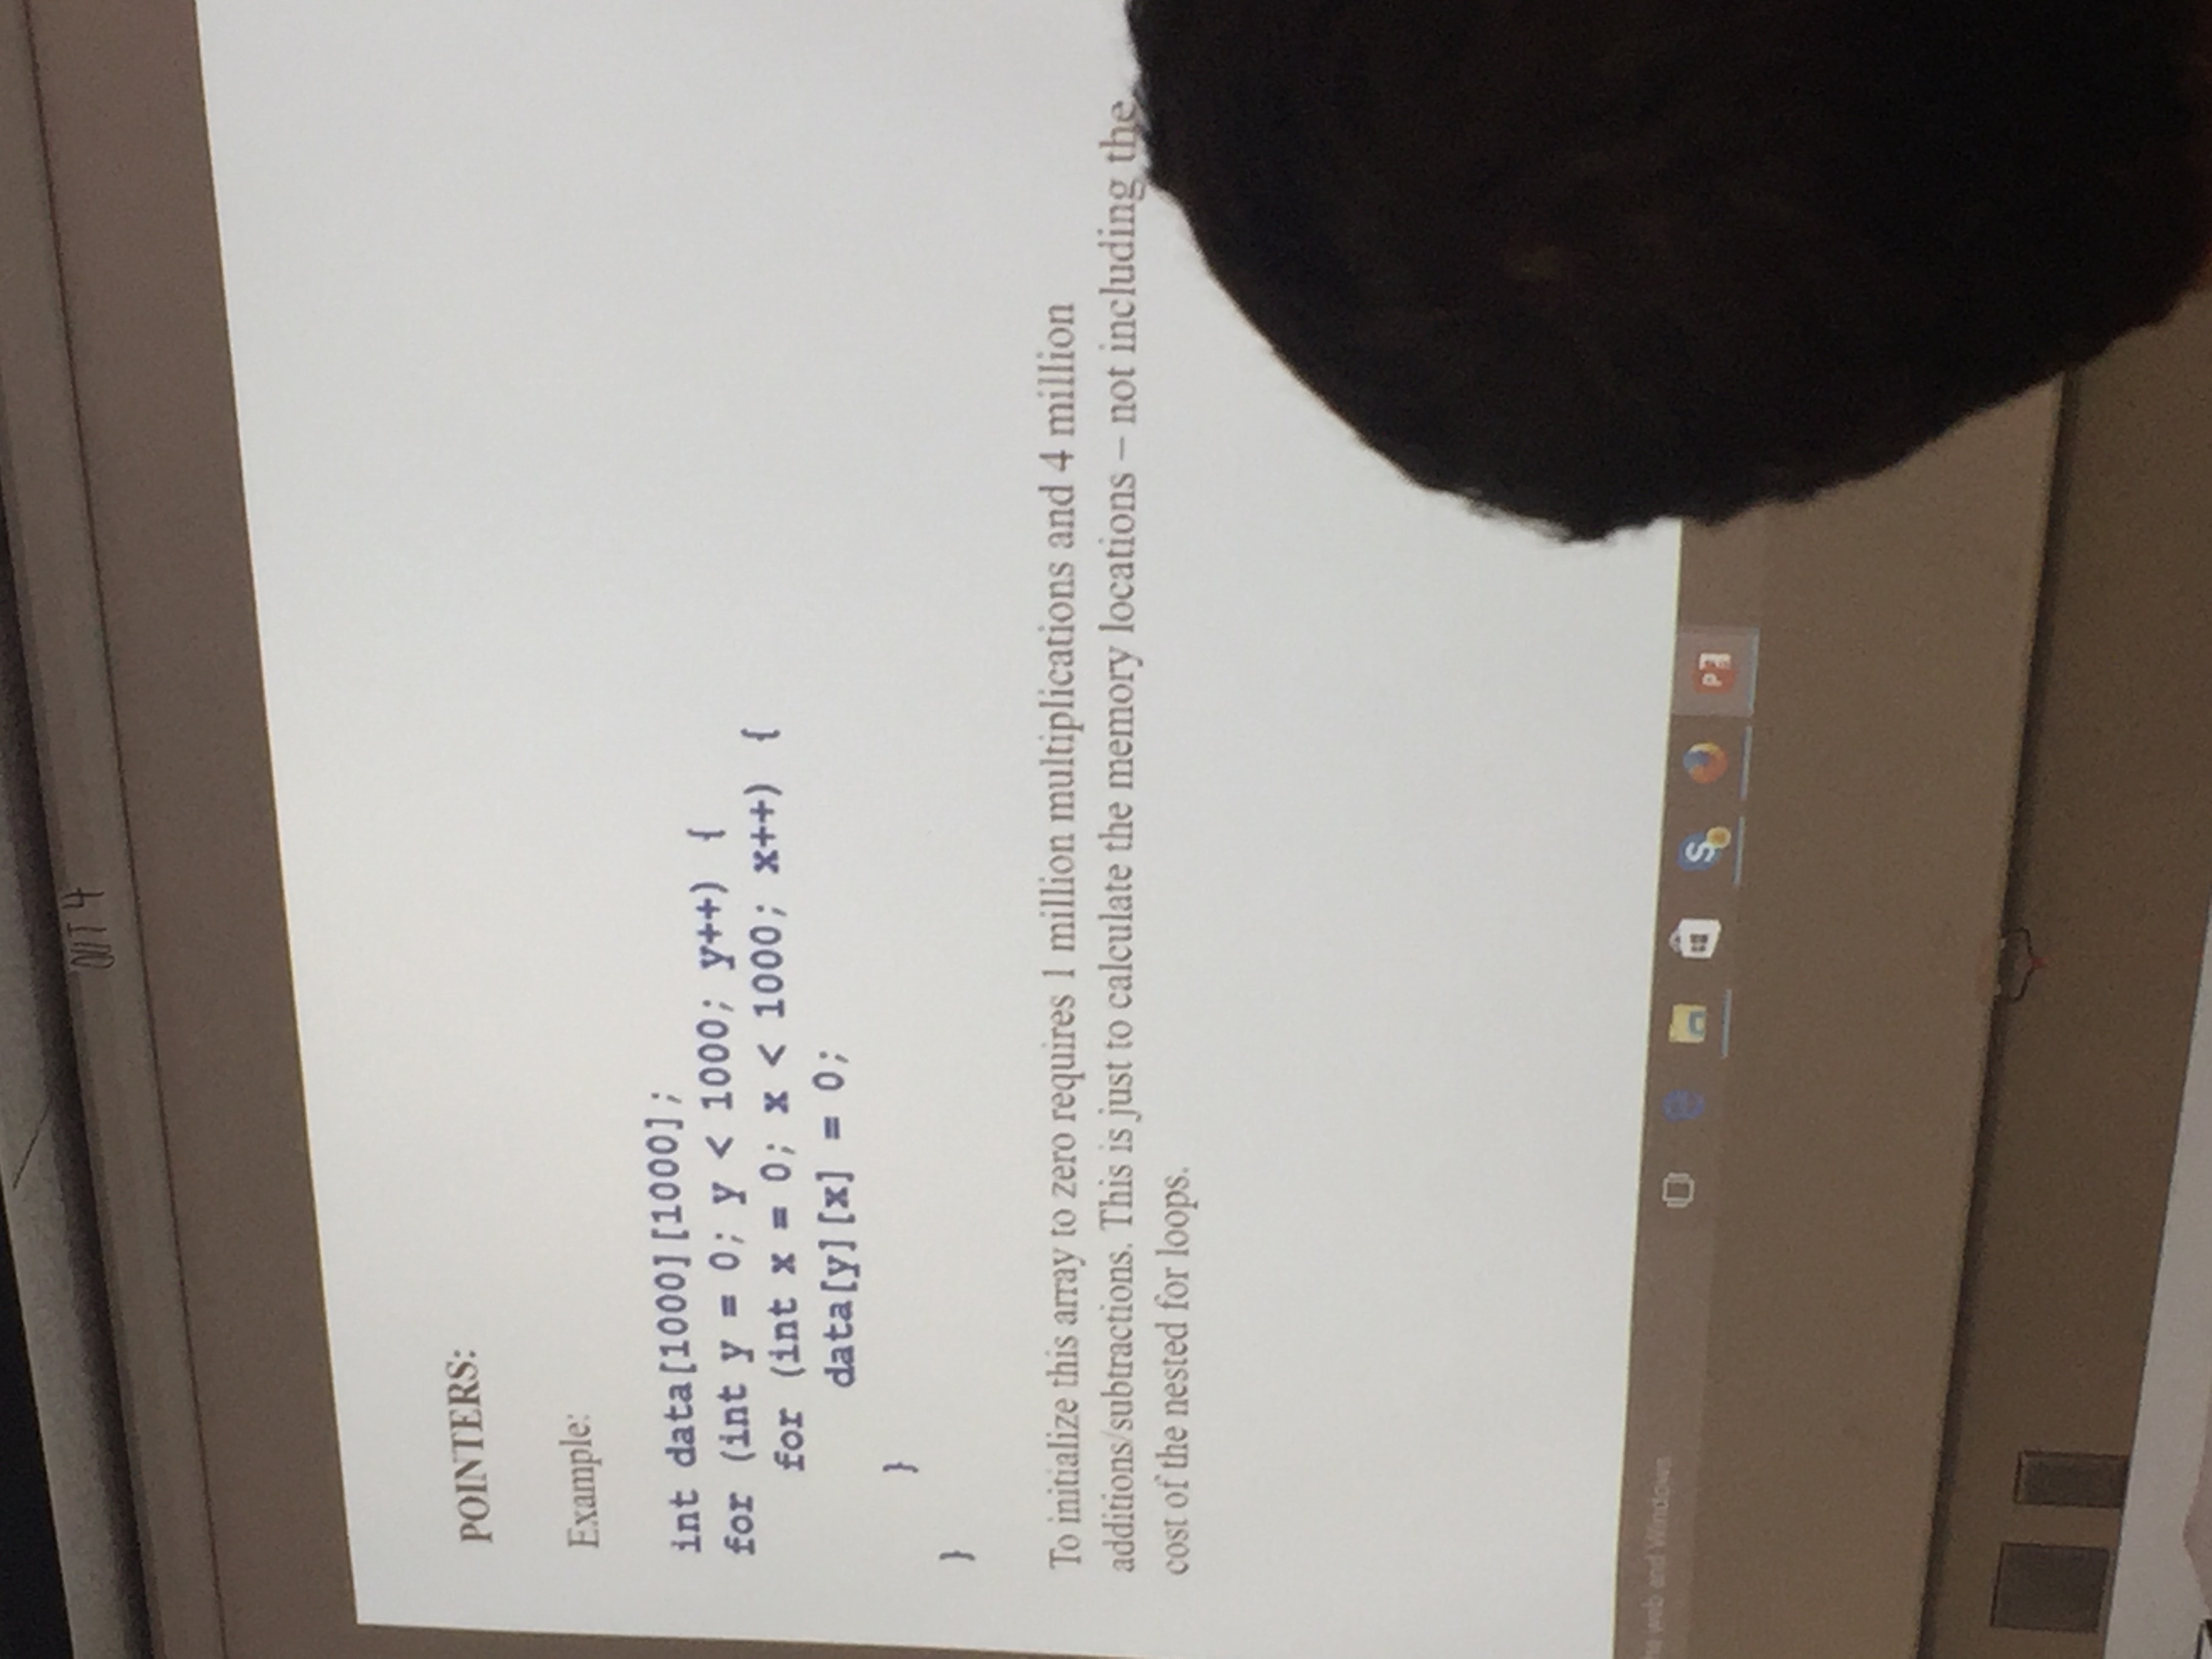 OUT 4
POINTERS:
Example:
int data[1000][1000];
for (int y = 0; y < 1000; y++) {
    for (int x = 0; x < 1000; x++) {
        data[y][x] = 0;
    }
}
To initialize this array to zero requires 1 million multiplications and 4 million
additions/subtractions. This is just to calculate the memory locations – not including the
cost of the nested for loops.
web and Windows
S
P